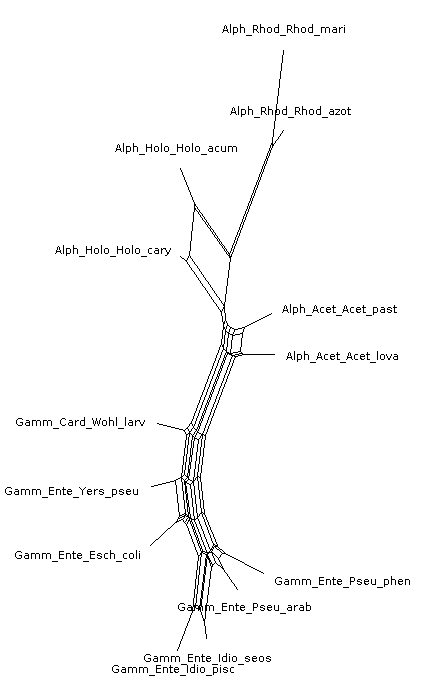 Alph_Rhod_Rhod_mari
Alph_Rhod_Rhod_azot
Alph_Holo_Holo_acum
Alph_Holo_Holo_cary
Alph_Acet_Acet_past
Alph_Acet_Acet_lova
Gamm_Card_Wohl_larv
Gamm_Ente_Yers_pseu
Gamm_Ente_Esch_coli
Gamm_Ente_Pseu_phen
Gamm_Ente_Pseu_arab
Gamm_Ente_Idio_seos
Gamm_Ente_Idio_pisc